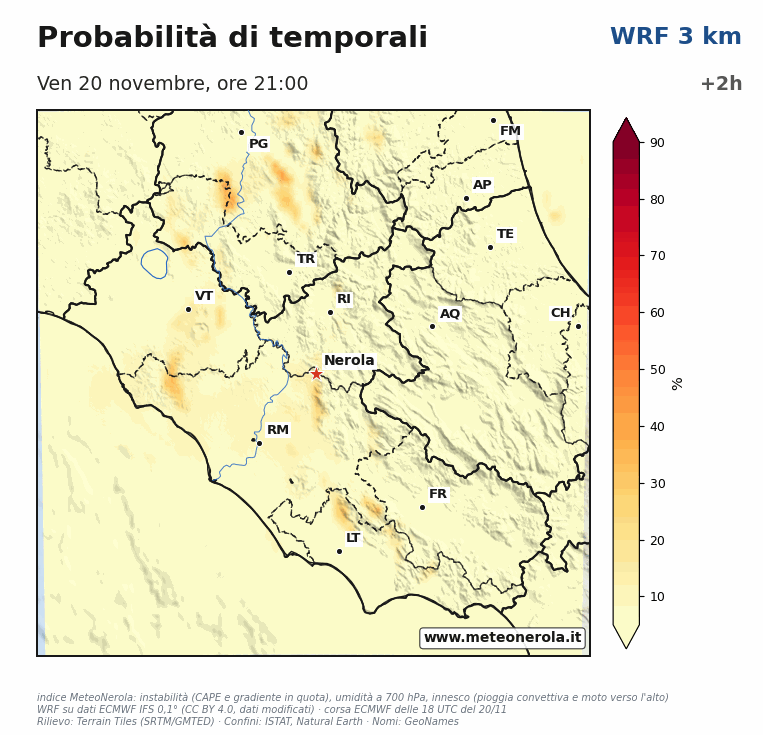 Probabilità di temporali
WRF 3 km
Ven 20 novembre, ore 21:00
+2h
FM
PG
AP
TE
TR
VT
RI
AQ
CH
Nerola
RM
FR
LT
90
80
70
60
50
40
30
20
10
%
www.meteonerola.it
indice MeteoNerola: instabilità (CAPE e gradiente in quota), umidità a 700 hPa, innesco (pioggia convettiva e moto verso l'alto)
WRF su dati ECMWF IFS 0,1° (CC BY 4.0, dati modificati) · corsa ECMWF delle 18 UTC del 20/11
Rilievo: Terrain Tiles (SRTM/GMTED) · Confini: ISTAT, Natural Earth · Nomi: GeoNames